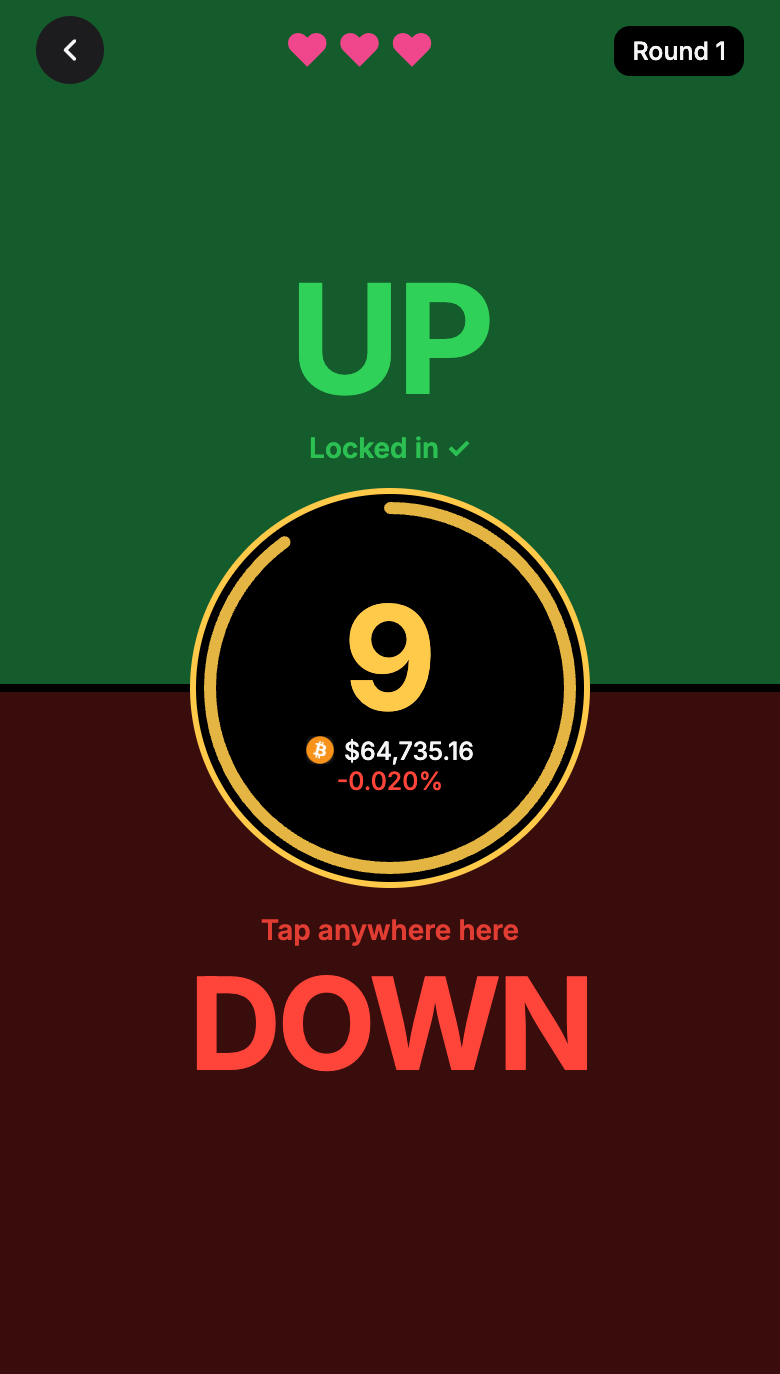 Round 1
UP
Locked in ✓
9
$64,735.16
-0.020%
Tap anywhere here
DOWN